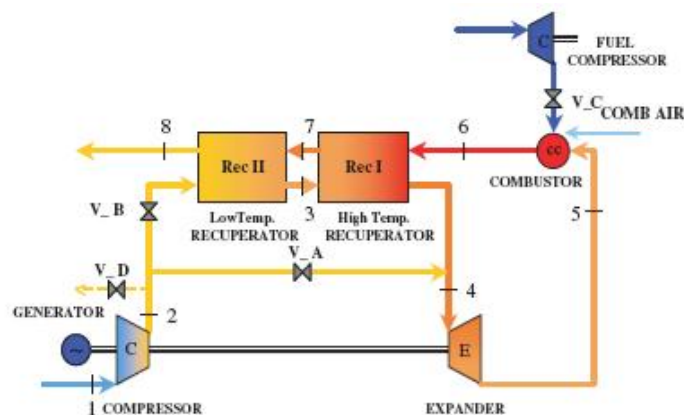 C
FUEL
COMPRESSOR
V_C
COMB AIR
8
7
6
Rec II
Rec I
CC
COMBUSTOR
V_B
3
LowTemp.
RECUPERATOR
High Temp.
RECUPERATOR
5
V_A
V_D
4
GENERATOR
2
~
C
E
1
COMPRESSOR
EXPANDER